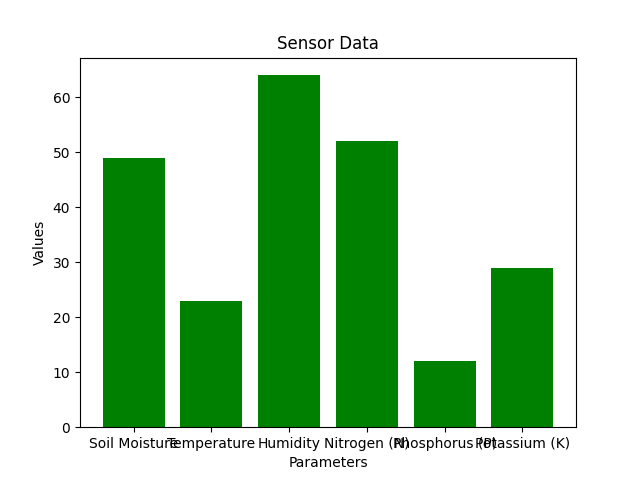 Sensor Data
Values
60
50
40
30
20
10
0
Soil Moisture Temperature Humidity Nitrogen (N) Phosphorus (P) Potassium (K)
Parameters